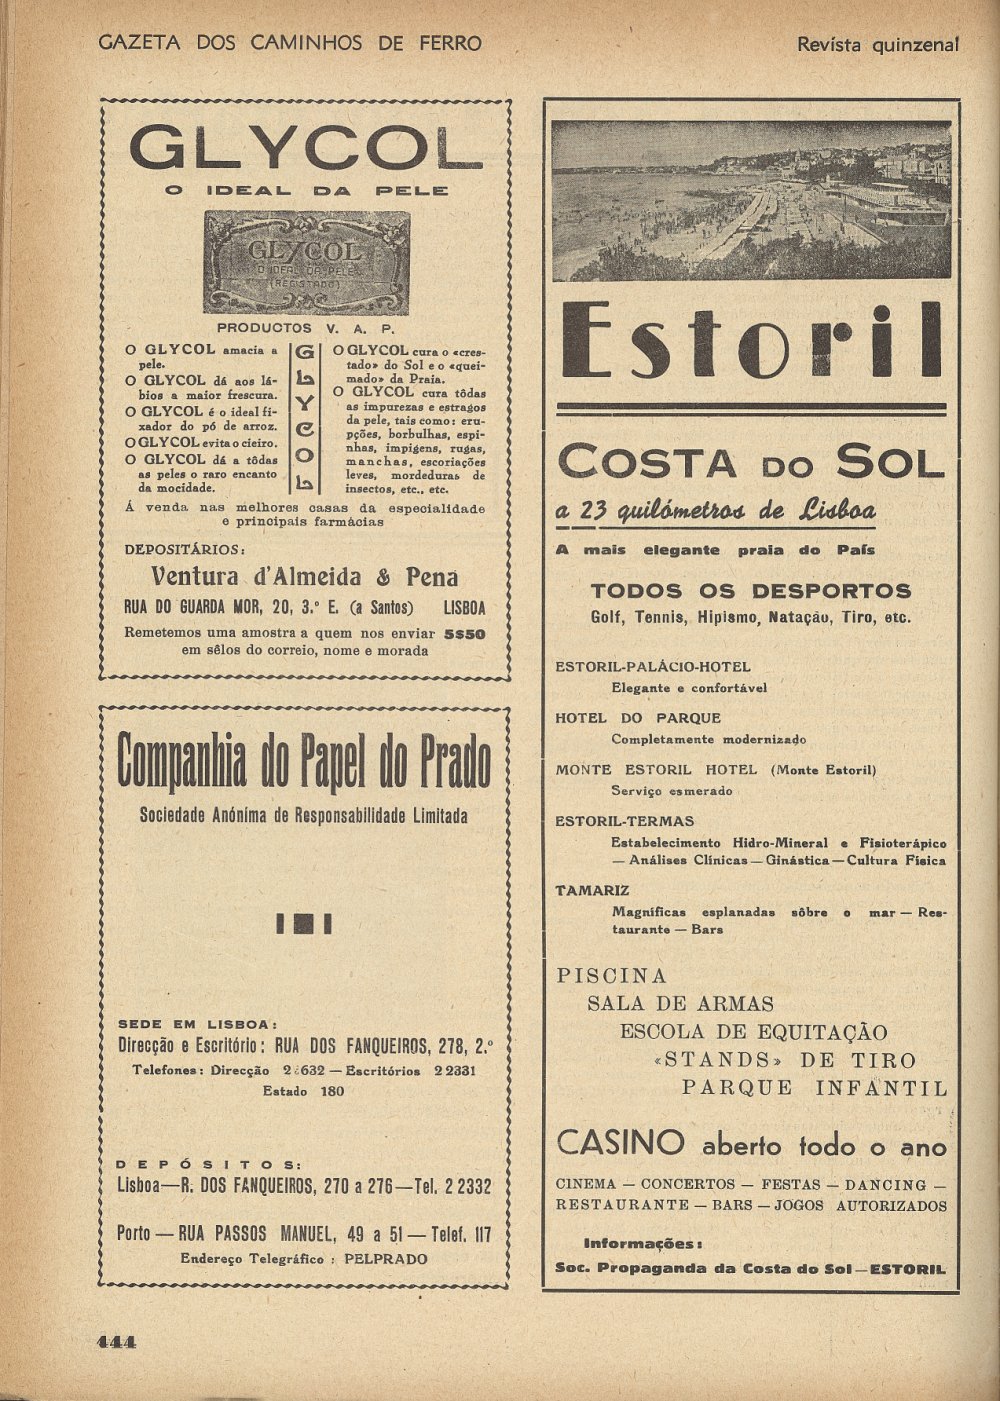 GAZETA DOS CAMINHOS DE FERRO
Revista quinzenal
GLYCOL
O IDEAL DA PELE
GLYCOL
O IDEAL DA PELE
(REGISTADO)
PRODUCTOS V. A. P.
O GLYCOL amacia a
pele.
O GLYCOL dá aos lá-
bios a maior frescura.
O GLYCOL é o ideal fi-
xador do pó de arroz.
O GLYCOL evita o cieiro.
O GLYCOL dá a tôdas
as peles o raro encanto
da mocidade.
G
L
Y
C
O
L
O GLYCOL cura o «cres-
tado» do Sol e o «quei-
mado» da Praia.
O GLYCOL cura tôdas
as impurezas e estragos
da pele, tais como: eru-
pções, borbulhas, espi-
nhas, impigens, rugas,
manchas, escoriações
leves, mordeduras de
insectos, etc., etc.
Á venda nas melhores casas da especialidade
e principais farmácias
DEPOSITÁRIOS:
Ventura d'Almeida & Pena
RUA DO GUARDA MOR, 20, 3.º E. (a Santos) LISBOA
Remetemos uma amostra a quem nos enviar 5$50
em sêlos do correio, nome e morada
Companhia do Papel do Prado
Sociedade Anónima de Responsabilidade Limitada
SEDE EM LISBOA:
Direcção e Escritório: RUA DOS FANQUEIROS, 278, 2.º
Telefones: Direcção — Escritórios 2 2331
Estado 180
DEPÓSITOS:
Lisboa—R. DOS FANQUEIROS, 270 a 276—Tel. 2 2332
Porto — RUA PASSOS MANUEL, 49 a 51 — Telef. 117
Endereço Telegráfico : PELPRADO
Estoril
COSTA DO SOL
a 23 quilómetros de Lisboa
A mais elegante praia do País
TODOS OS DESPORTOS
Golf, Tennis, Hipismo, Natação, Tiro, etc.
ESTORIL-PALÁCIO-HOTEL
Elegante e confortável
HOTEL DO PARQUE
Completamente modernizado
MONTE ESTORIL HOTEL (Monte Estoril)
Serviço esmerado
ESTORIL-TERMAS
Estabelecimento Hidro-Mineral e Fisioterápico
— Análises Clínicas — Ginástica — Cultura Física
TAMARIZ
Magníficas esplanadas sôbre o mar — Res-
taurante — Bars
PISCINA
SALA DE ARMAS
ESCOLA DE EQUITAÇÃO
«STANDS» DE TIRO
PARQUE INFANTIL
CASINO aberto todo o ano
CINEMA — CONCERTOS — FESTAS — DANCING —
RESTAURANTE — BARS — JOGOS AUTORIZADOS
Informações:
Soc. Propaganda da Costa do Sol—ESTORIL
444